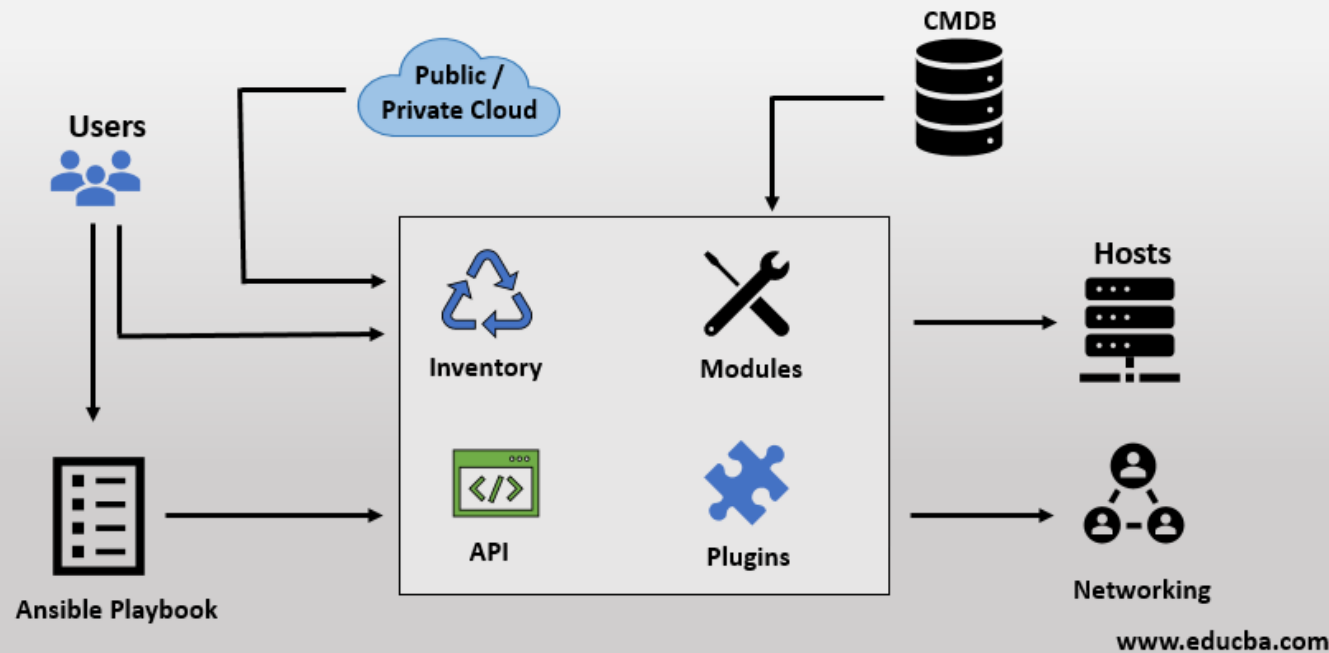 CMDB
Public /
Private Cloud
Users
Hosts
Inventory
Modules
</>
API
Plugins
Networking
Ansible Playbook
www.educba.com